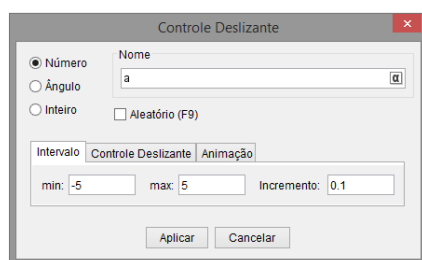 Controle Deslizante
Número
Ângulo
Inteiro
Nome
a
α
Aleatório (F9)
Intervalo Controle Deslizante Animação
min: -5 max: 5 Incremento: 0.1
Aplicar Cancelar